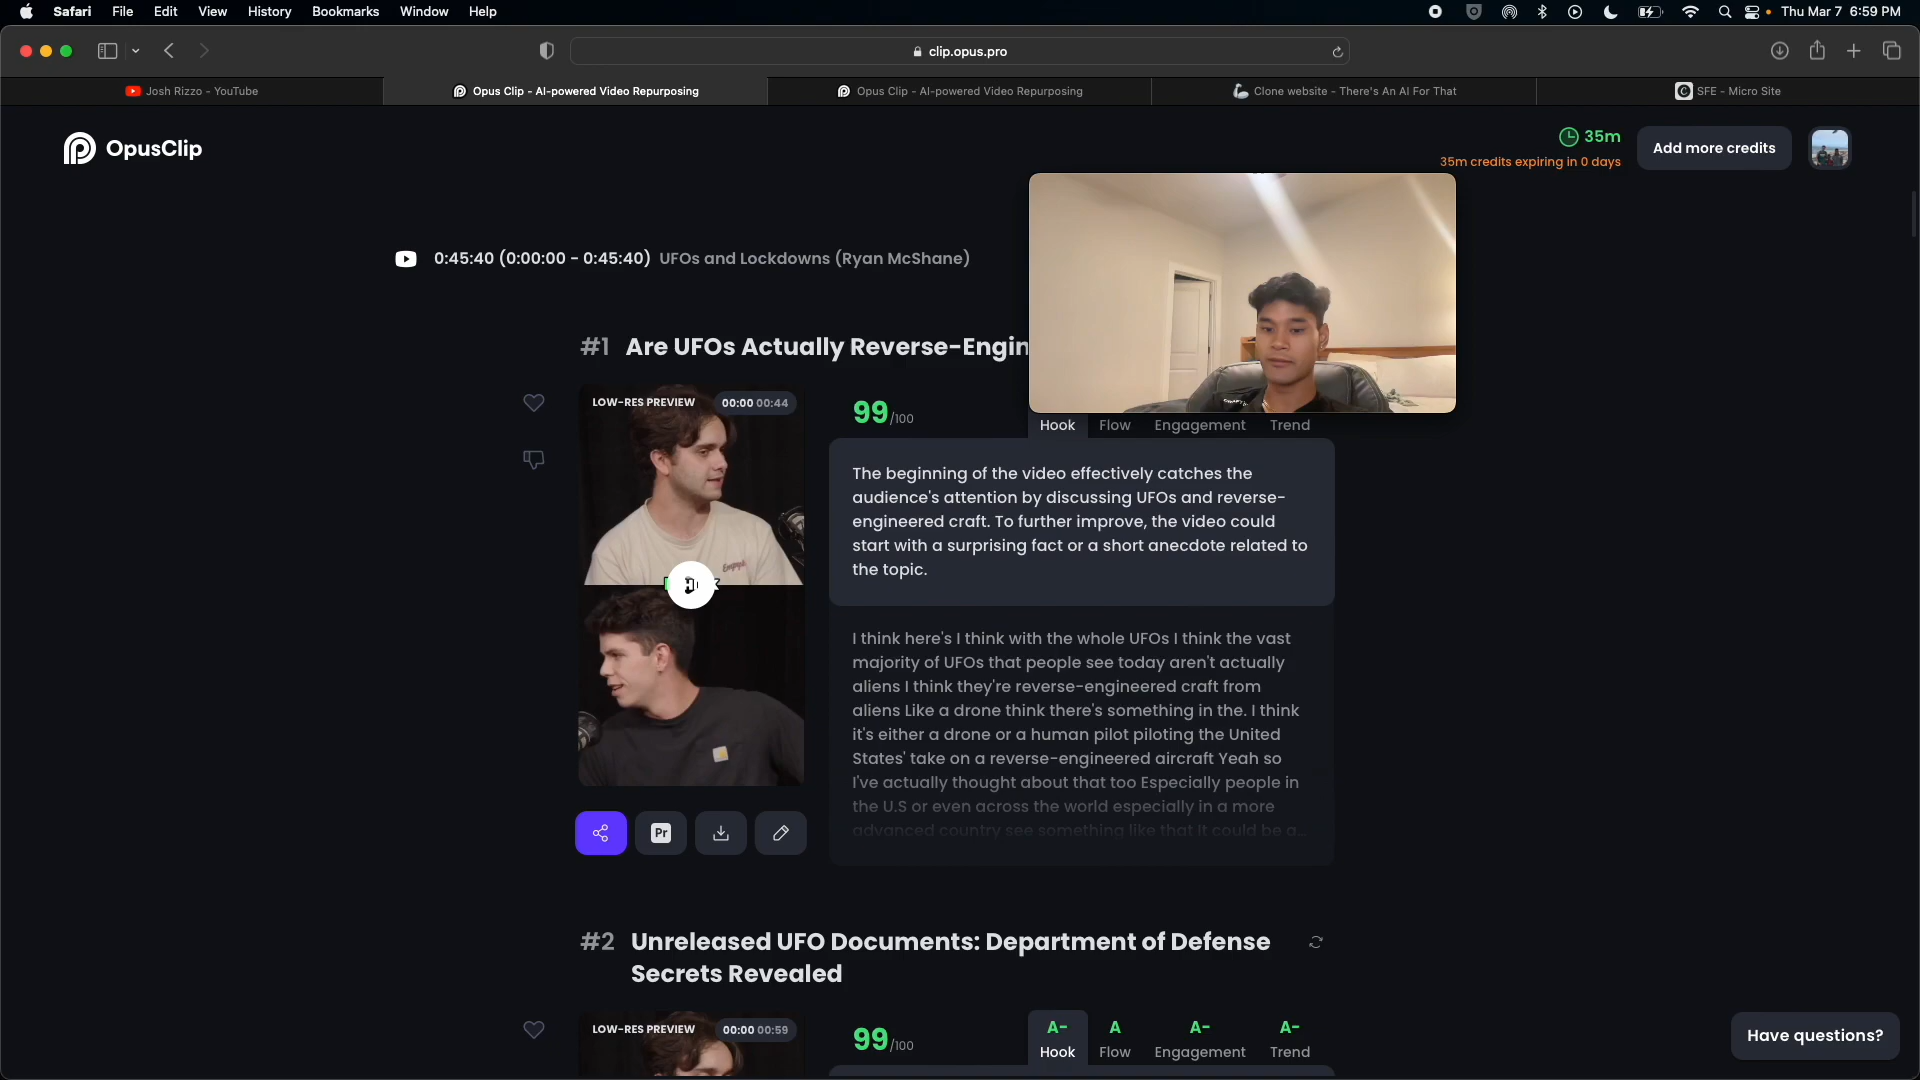 Safari File Edit View History Bookmarks Window Help Thu Mar 7 6:59 PM
clip.opus.pro
Josh Rizzo - YouTube
Opus Clip - AI-powered Video Repurposing
Opus Clip - AI-powered Video Repurposing
Clone website - There's An AI For That
SFE - Micro Site
OpusClip
35m
35m credits expiring in 0 days
Add more credits
0:45:40 (0:00:00 - 0:45:40) UFOs and Lockdowns (Ryan McShane)
#1 Are UFOs Actually Reverse-Engin
LOW-RES PREVIEW 00:00 00:44
99/100
Hook Flow Engagement Trend
The beginning of the video effectively catches the
audience's attention by discussing UFOs and reverse-
engineered craft. To further improve, the video could
start with a surprising fact or a short anecdote related to
the topic.
I think here's I think with the whole UFOs I think the vast
majority of UFOs that people see today aren't actually
aliens I think they're reverse-engineered craft from
aliens Like a drone think there's something in the. I think
it's either a drone or a human pilot piloting the United
States' take on a reverse-engineered aircraft Yeah so
I've actually thought about that too Especially people in
the U.S or even across the world especially in a more
advanced country see something like that It could be a...
Pr
#2 Unreleased UFO Documents: Department of Defense
Secrets Revealed
LOW-RES PREVIEW 00:00 00:59
99/100
A- A A- A-
Hook Flow Engagement Trend
Have questions?